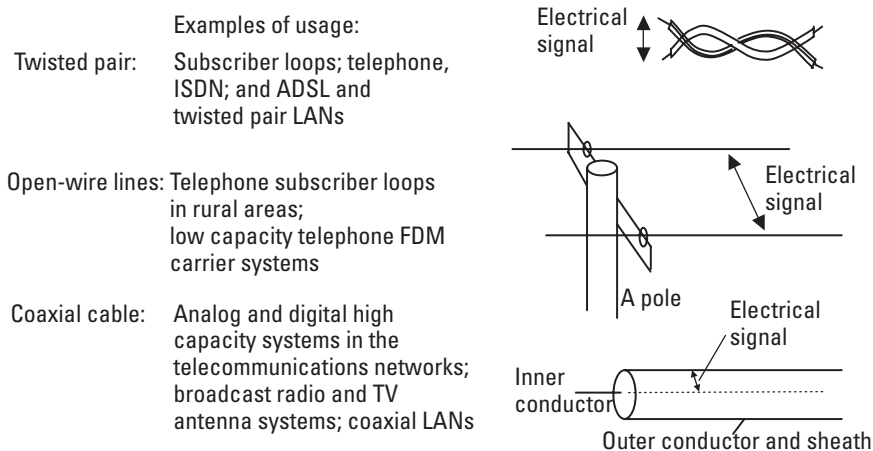 Examples of usage:
Twisted pair: Subscriber loops; telephone,
ISDN; and ADSL and
twisted pair LANs
Electrical
signal
Open-wire lines: Telephone subscriber loops
in rural areas;
low capacity telephone FDM
carrier systems
Electrical
signal
A pole
Coaxial cable: Analog and digital high
capacity systems in the
telecommunications networks;
broadcast radio and TV
antenna systems; coaxial LANs
Electrical
signal
Inner
conductor
Outer conductor and sheath